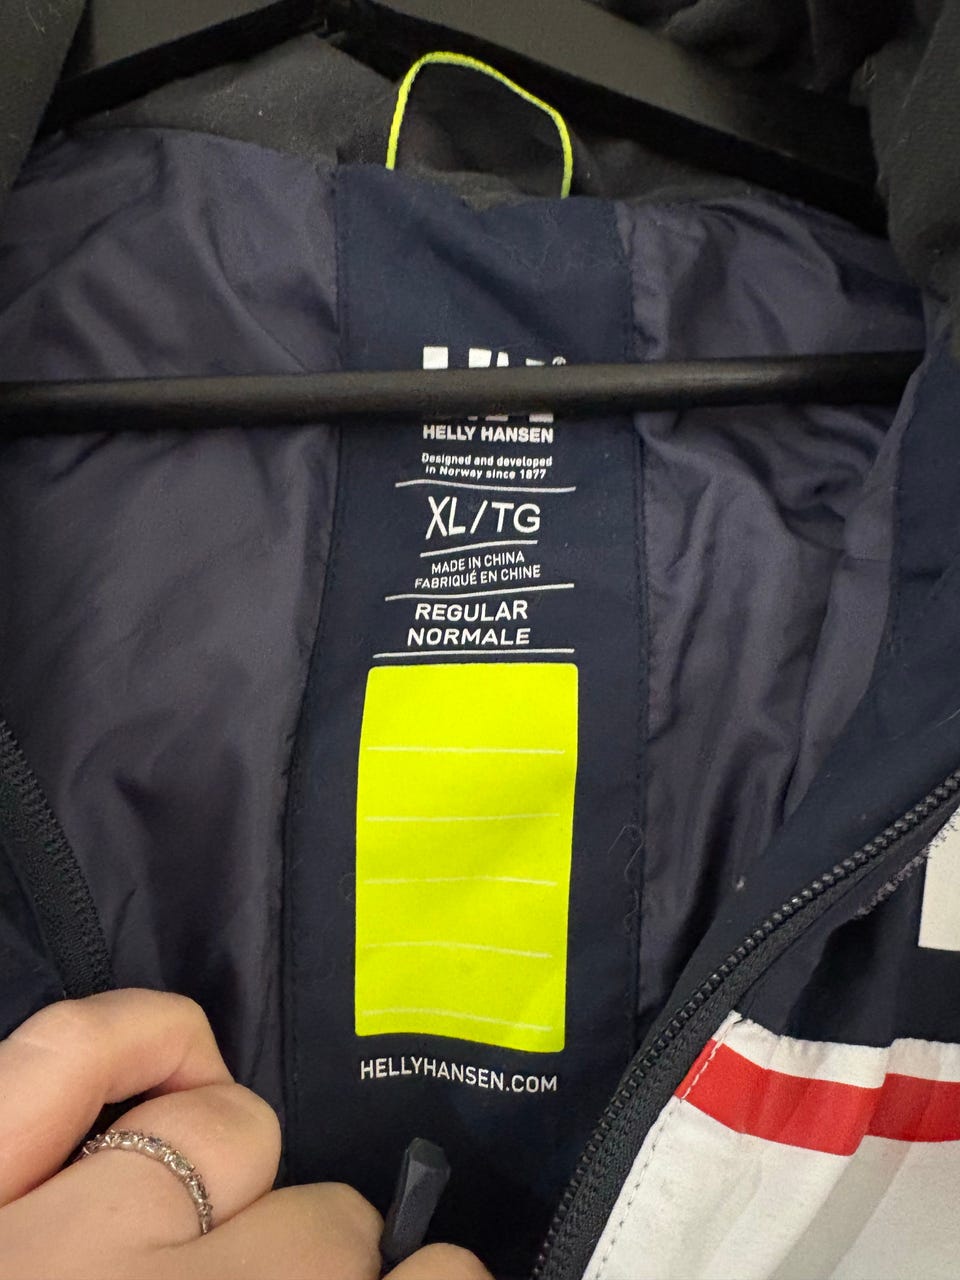 HELLY HANSEN
Designed and developed
in Norway since 1877
XL/TG
MADE IN CHINA
FABRIQUÉ EN CHINE
REGULAR
NORMALE
HELLYHANSEN.COM